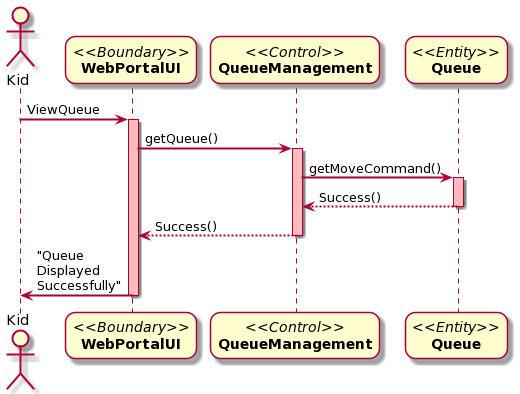 Kid
<<Boundary>>
WebPortalUI
<<Control>>
QueueManagement
<<Entity>>
Queue
ViewQueue
getQueue()
getMoveCommand()
Success()
Success()
"Queue
Displayed
Successfully"
Kid
<<Boundary>>
WebPortalUI
<<Control>>
QueueManagement
<<Entity>>
Queue